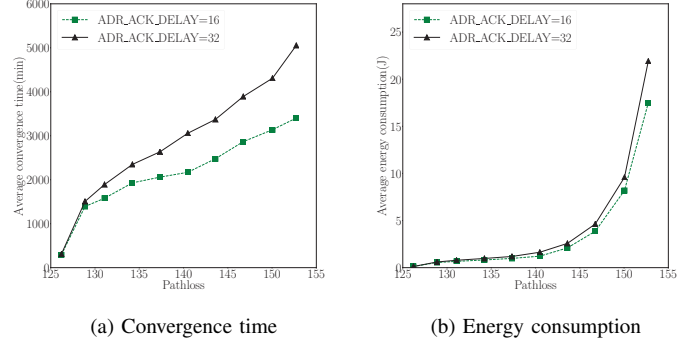 ADR_ACK_DELAY=16
ADR_ACK_DELAY=32
Average convergence time(min)
6000
5000
4000
3000
2000
1000
0
125 130 135 140 145 150 155
Pathloss
(a) Convergence time
ADR_ACK_DELAY=16
ADR_ACK_DELAY=32
Average energy consumption(J)
25
20
15
10
5
0
125 130 135 140 145 150 155
Pathloss
(b) Energy consumption